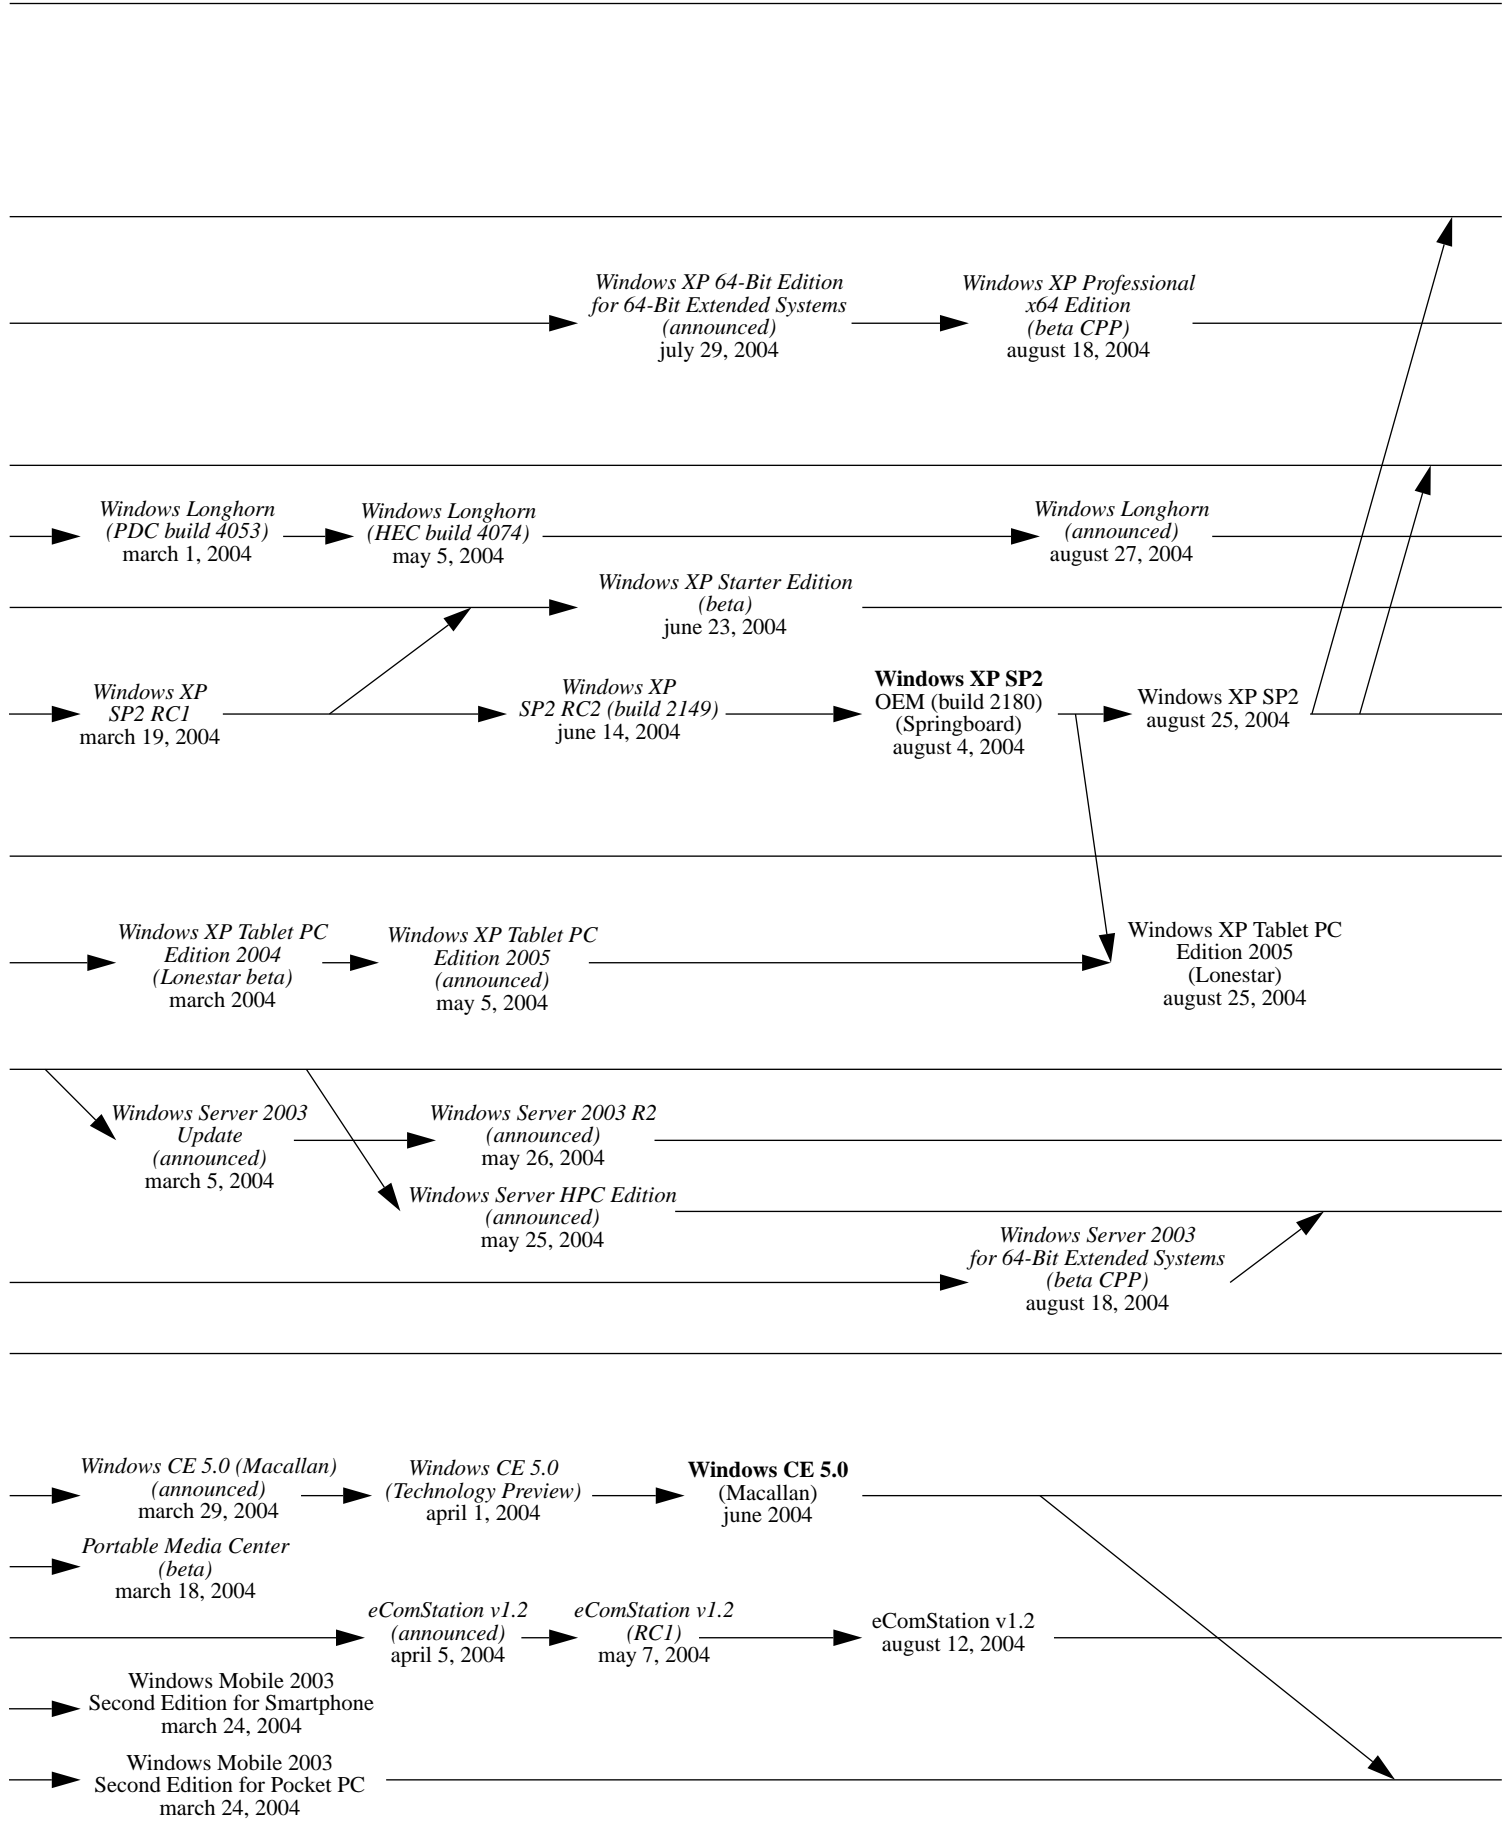 Windows XP 64-Bit Edition
for 64-Bit Extended Systems
(announced)
july 29, 2004
Windows XP Professional
x64 Edition
(beta CPP)
august 18, 2004
Windows Longhorn
(PDC build 4053)
march 1, 2004
Windows Longhorn
(HEC build 4074)
may 5, 2004
Windows Longhorn
(announced)
august 27, 2004
Windows XP Starter Edition
(beta)
june 23, 2004
Windows XP
SP2 RC1
march 19, 2004
Windows XP
SP2 RC2 (build 2149)
june 14, 2004
Windows XP SP2
OEM (build 2180)
(Springboard)
august 4, 2004
Windows XP SP2
august 25, 2004
Windows XP Tablet PC
Edition 2004
(Lonestar beta)
march 2004
Windows XP Tablet PC
Edition 2005
(announced)
may 5, 2004
Windows XP Tablet PC
Edition 2005
(Lonestar)
august 25, 2004
Windows Server 2003
Update
(announced)
march 5, 2004
Windows Server 2003 R2
(announced)
may 26, 2004
Windows Server HPC Edition
(announced)
may 25, 2004
Windows Server 2003
for 64-Bit Extended Systems
(beta CPP)
august 18, 2004
Windows CE 5.0 (Macallan)
(announced)
march 29, 2004
Windows CE 5.0
(Technology Preview)
april 1, 2004
Windows CE 5.0
(Macallan)
june 2004
Portable Media Center
(beta)
march 18, 2004
eComStation v1.2
(announced)
april 5, 2004
eComStation v1.2
(RC1)
may 7, 2004
eComStation v1.2
august 12, 2004
Windows Mobile 2003
Second Edition for Smartphone
march 24, 2004
Windows Mobile 2003
Second Edition for Pocket PC
march 24, 2004